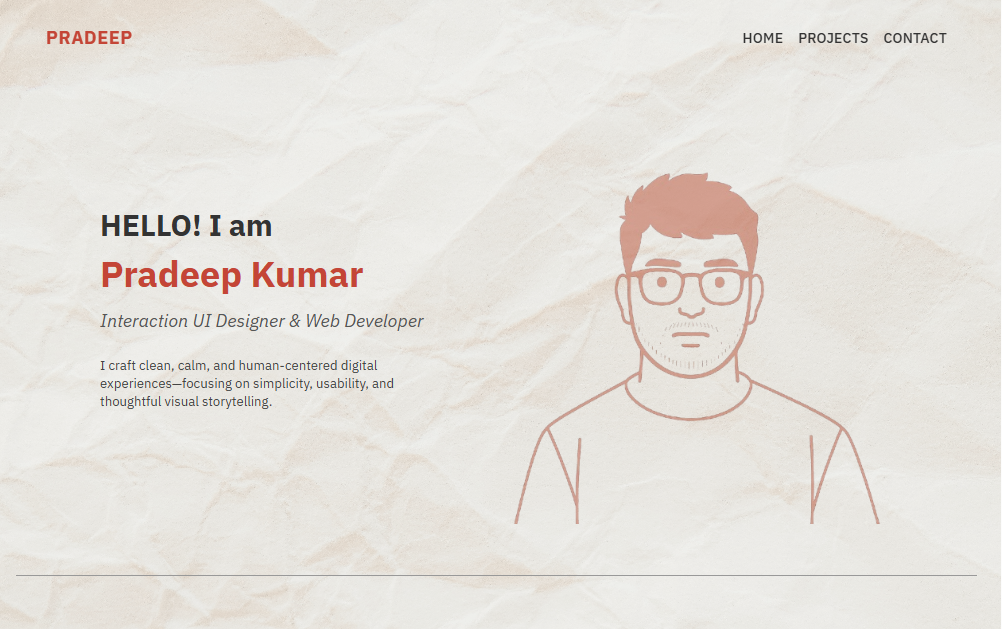 PRADEEP
HOME PROJECTS CONTACT
HELLO! I am
Pradeep Kumar
Interaction UI Designer & Web Developer
I craft clean, calm, and human-centered digital
experiences—focusing on simplicity, usability, and
thoughtful visual storytelling.